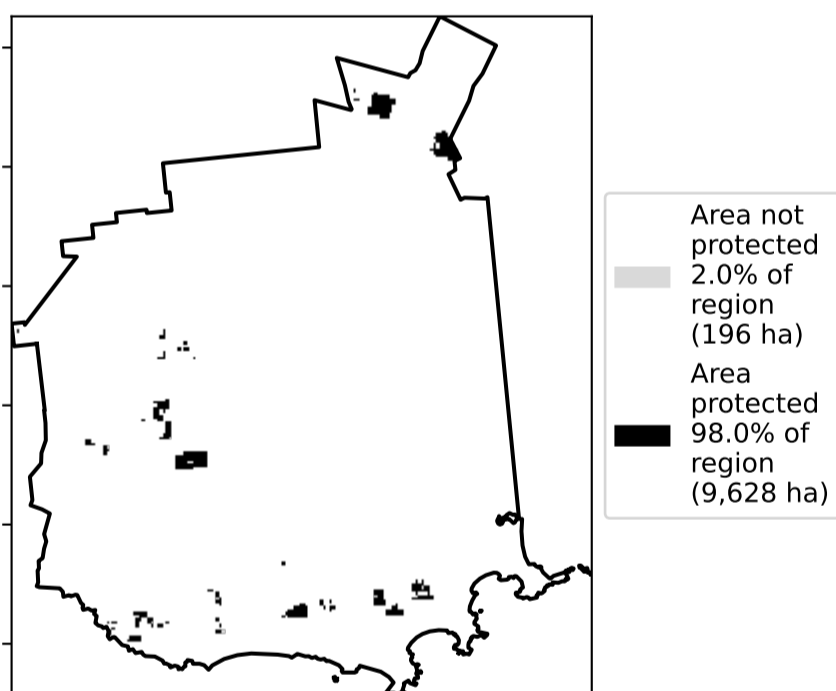 Area not
protected
2.0% of
region
(196 ha)
Area
protected
98.0% of
region
(9,628 ha)